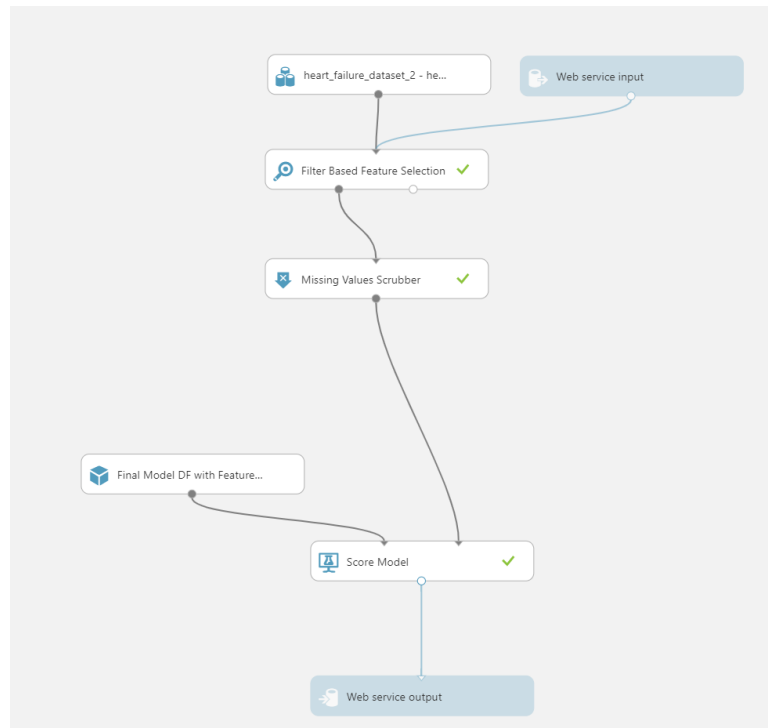 heart_failure_dataset_2 - he...
Web service input
Filter Based Feature Selection
Missing Values Scrubber
Final Model DF with Feature...
Score Model
Web service output